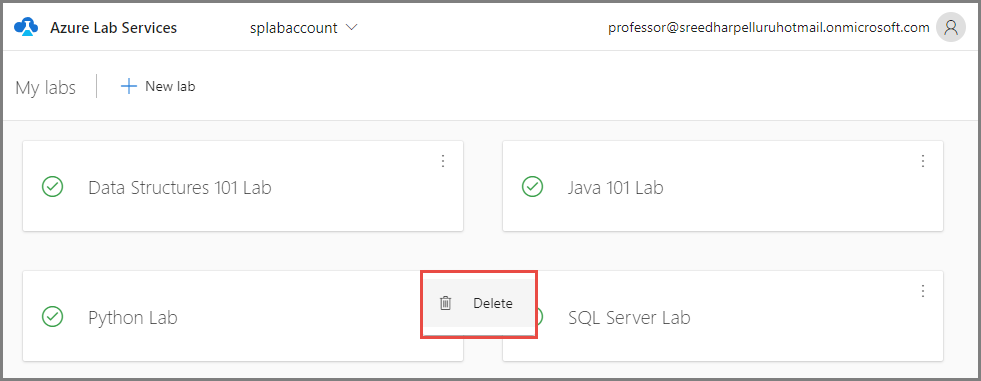 Azure Lab Services
splabaccount
professor@sreedharpelluruhotmail.onmicrosoft.com
My labs
New lab
Data Structures 101 Lab
Java 101 Lab
Python Lab
Delete
SQL Server Lab